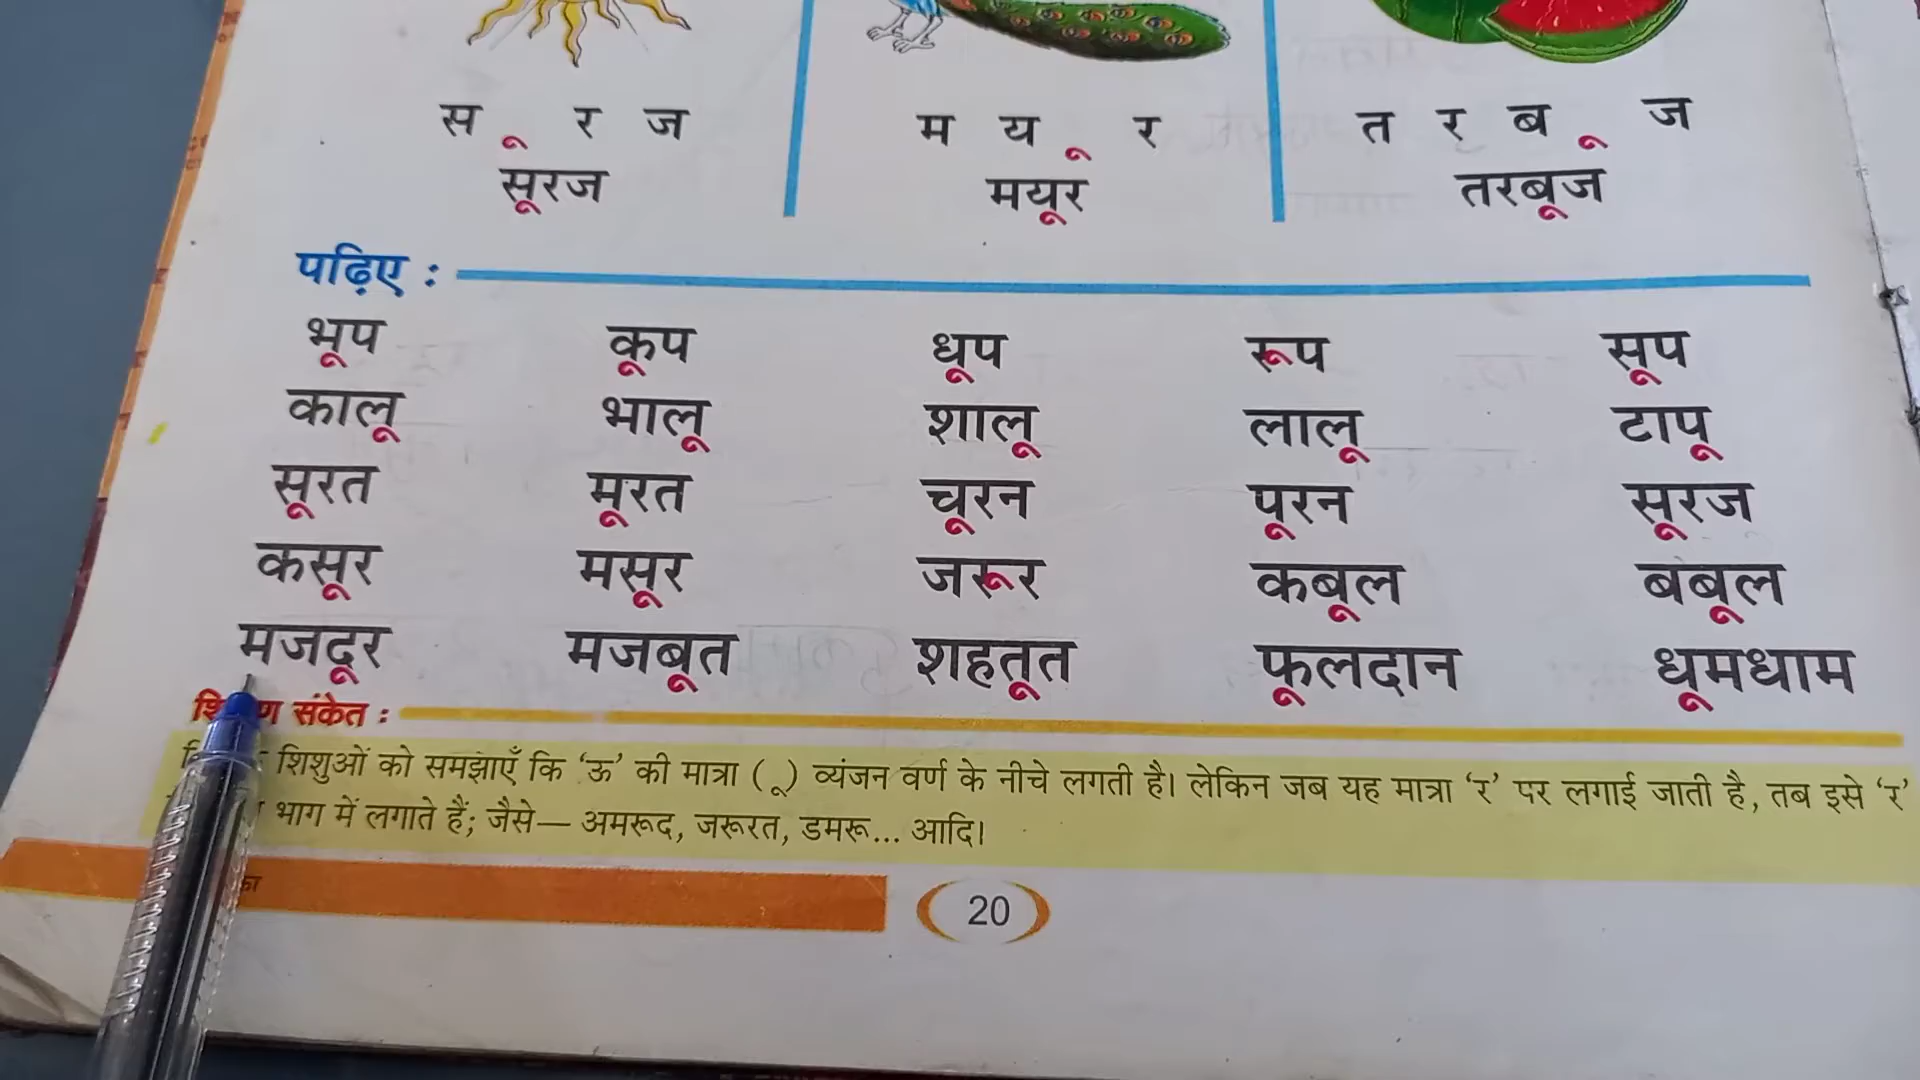 स ू र ज म य ू र त र ब ू ज
सूरज मयूर तरबूज
पढ़िए :
भूप कूप धूप रूप सूप
कालू भालू शालू लालू टापू
सूरत मूरत चूरन पूरन सूरज
कसूर मसूर जरूर कबूल बबूल
मजदूर मजबूत शहतूत फूलदान धूमधाम
संकेत :
शिशुओं को समझाएँ कि ‘ऊ’ की मात्रा ( ू ) व्यंजन वर्ण के नीचे लगती है। लेकिन जब यह मात्रा ‘र’ पर लगाई जाती है, तब इसे ‘र’
भाग में लगाते हैं; जैसे— अमरूद, जरूरत, डमरू... आदि।
20